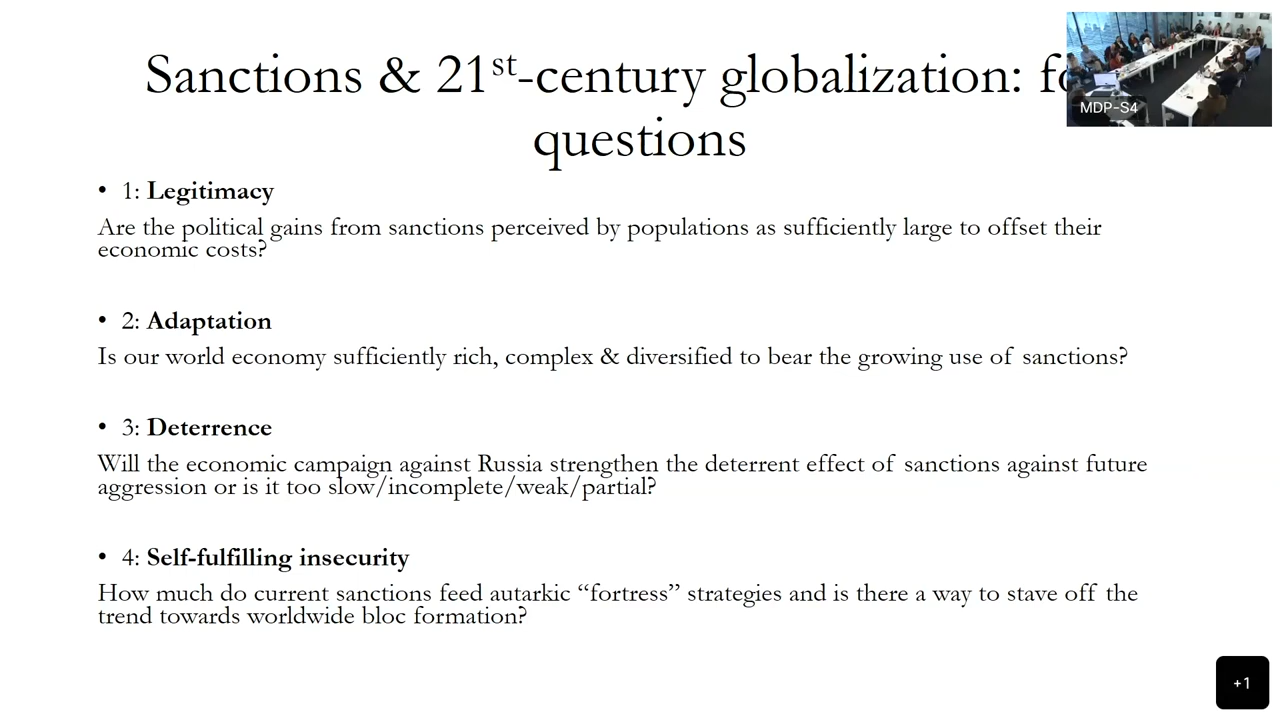 Sanctions & 21st-century globalization:
questions
• 1: Legitimacy
Are the political gains from sanctions perceived by populations as sufficiently large to offset their
economic costs?
• 2: Adaptation
Is our world economy sufficiently rich, complex & diversified to bear the growing use of sanctions?
• 3: Deterrence
Will the economic campaign against Russia strengthen the deterrent effect of sanctions against future
aggression or is it too slow/incomplete/weak/partial?
• 4: Self-fulfilling insecurity
How much do current sanctions feed autarkic “fortress” strategies and is there a way to stave off the
trend towards worldwide bloc formation?
MDP-S4
+1